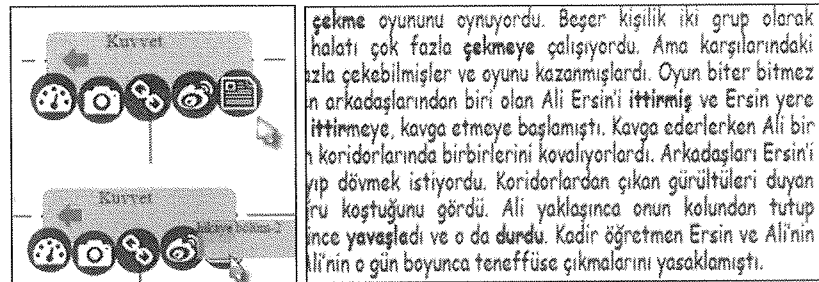 Kuvvet
Kuvvet
çekme oyununu oynuyordu. Beşer kişilik iki grup olarak
halatı çok fazla çekmeye çalışıyordu. Ama karşılarındaki
zla çekebilmişler ve oyunu kazanmışlardı. Oyun biter bitmez
n arkadaşlarından biri olan Ali Ersin'i ittirmiş ve Ersin yere
ittirmeye, kavga etmeye başlamıştı. Kavga ederlerken Ali bir
n koridorlarında birbirlerini kovalıyorlardı. Arkadaşları Ersin'i
yıp dövmek istiyordu. Koridorlardan çıkan gürültüleri duyan
ru koştuğunu gördü. Ali yaklaşınca onun kolundan tutup
ince yavaşladı ve o da durdu. Kadir öğretmen Ersin ve Ali'nin
Ali'nin o gün boyunca teneffüse çıkmalarını yasaklamıştı.